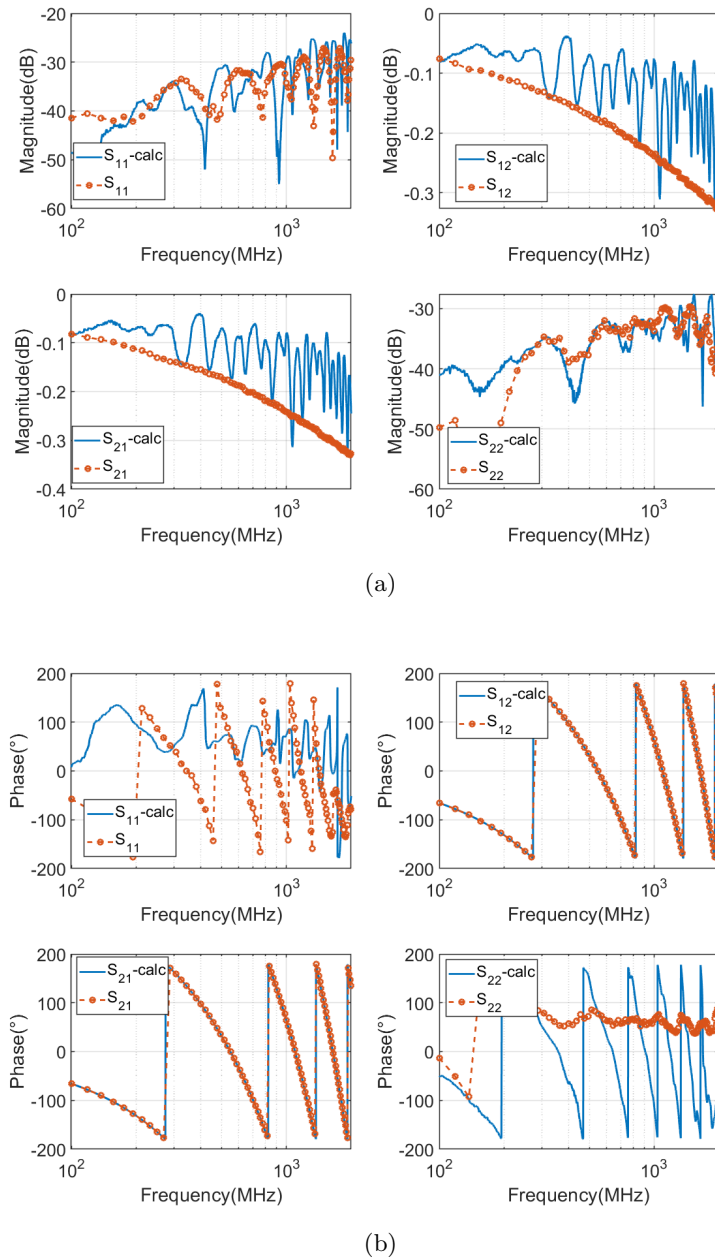 -20
-30
-40
-50
-60
Magnitude(dB)
S11-calc
S11
10^2
10^3
Frequency(MHz)
0
-0.1
-0.2
-0.3
Magnitude(dB)
S12-calc
S12
10^2
10^3
Frequency(MHz)
0
-0.1
-0.2
-0.3
-0.4
Magnitude(dB)
S21-calc
S21
10^2
10^3
Frequency(MHz)
-30
-40
-50
-60
Magnitude(dB)
S22-calc
S22
10^2
10^3
Frequency(MHz)
(a)
200
100
0
-100
-200
Phase(°)
S11-calc
S11
10^2
10^3
Frequency(MHz)
200
100
0
-100
-200
Phase(°)
S12-calc
S12
10^2
10^3
Frequency(MHz)
200
100
0
-100
-200
Phase(°)
S21-calc
S21
10^2
10^3
Frequency(MHz)
200
100
0
-100
-200
Phase(°)
S22-calc
S22
10^2
10^3
Frequency(MHz)
(b)